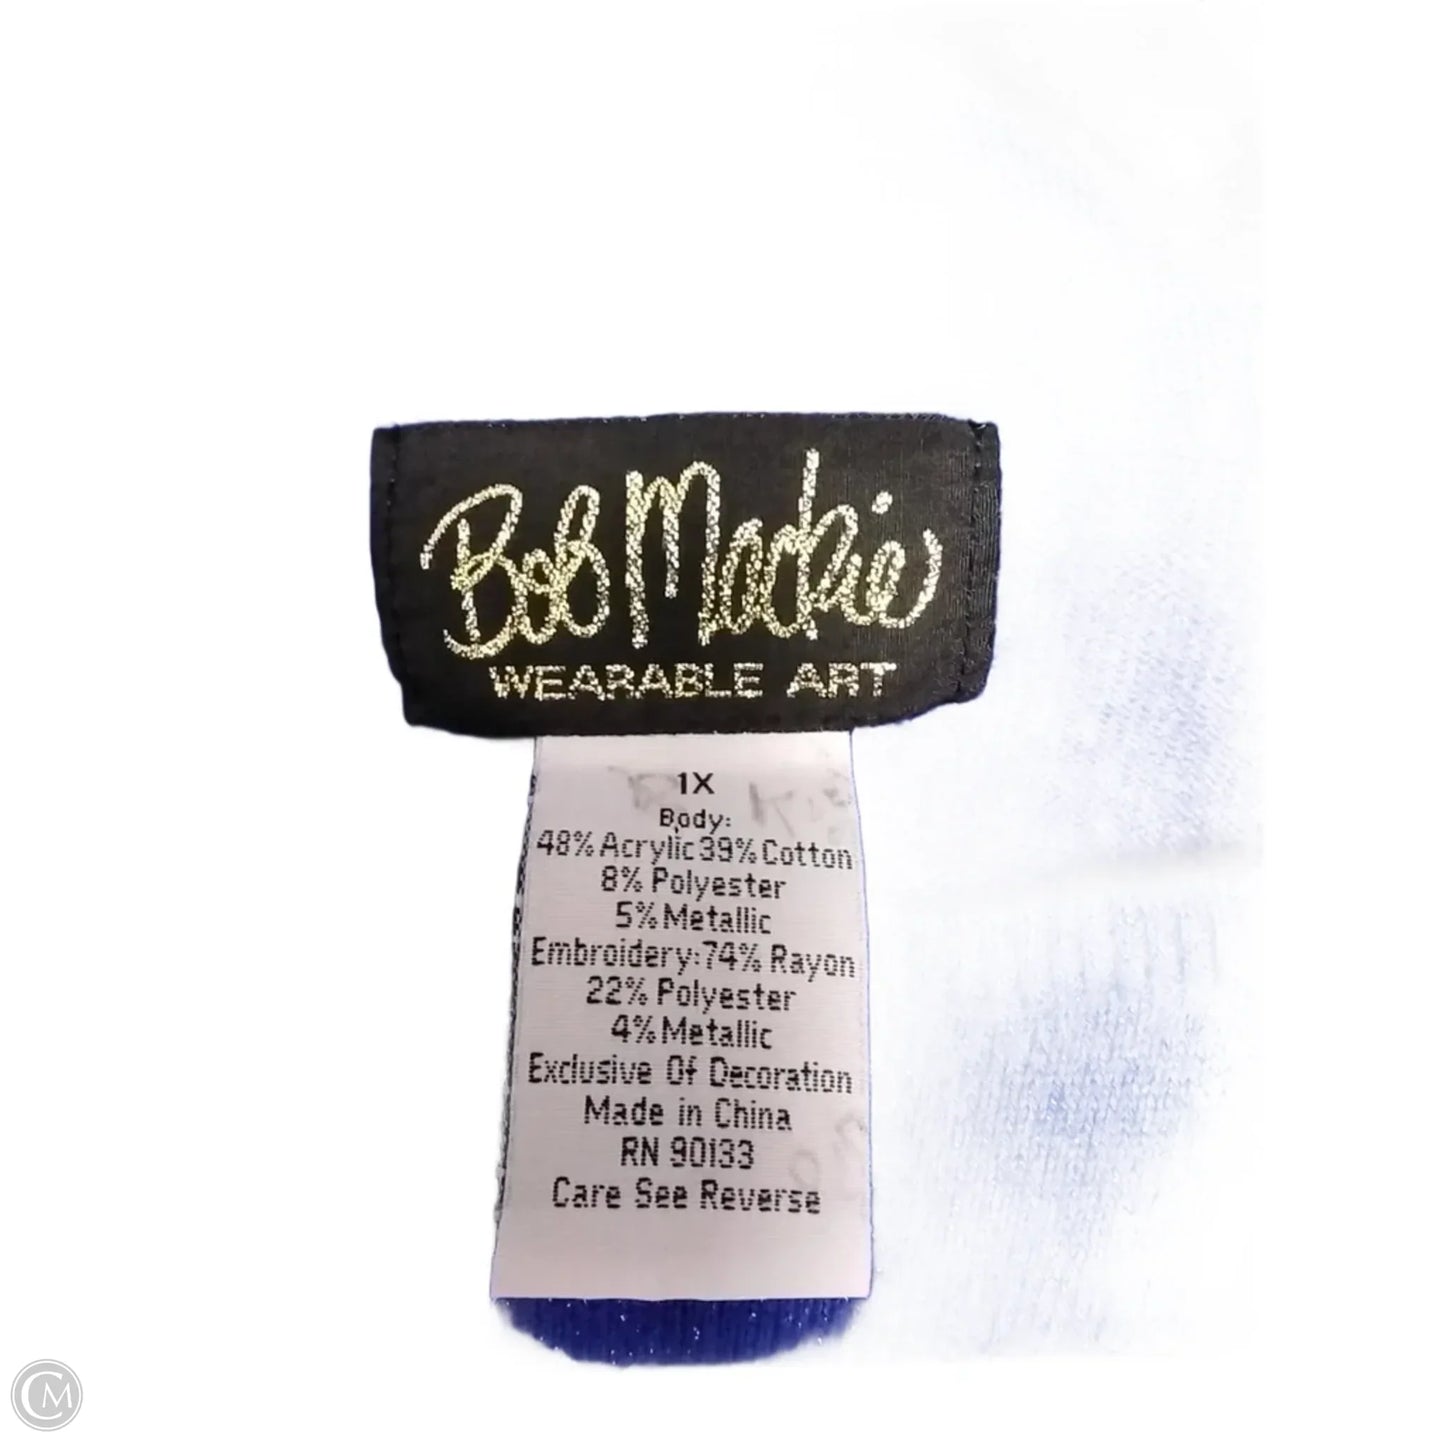 Bob Mackie
WEARABLE ART
1X
Body:
48% Acrylic 39% Cotton
8% Polyester
5% Metallic
Embroidery: 74% Rayon
22% Polyester
4% Metallic
Exclusive Of Decoration
Made in China
RN 90133
Care See Reverse
CM